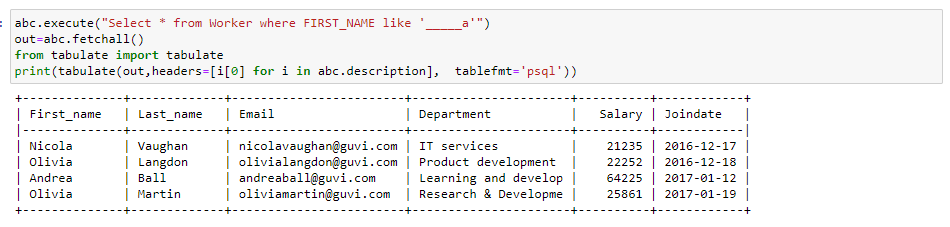 : abc.execute("Select * from Worker where FIRST_NAME like '_____a'")
out=abc.fetchall()
from tabulate import tabulate
print(tabulate(out,headers=[i[0] for i in abc.description],  tablefmt='psql'))
+--------------+-------------+------------------------+----------------------+----------+------------+
| First_name   | Last_name   | Email                  | Department           |   Salary | Joindate   |
|--------------+-------------+------------------------+----------------------+----------+------------|
| Nicola       | Vaughan     | nicolavaughan@guvi.com | IT services          |    21235 | 2016-12-17 |
| Olivia       | Langdon     | olivialangdon@guvi.com | Product development  |    22252 | 2016-12-18 |
| Andrea       | Ball        | andreaball@guvi.com    | Learning and develop |    64225 | 2017-01-12 |
| Olivia       | Martin      | oliviamartin@guvi.com  | Research & Developme |    25861 | 2017-01-19 |
+--------------+-------------+------------------------+----------------------+----------+------------+